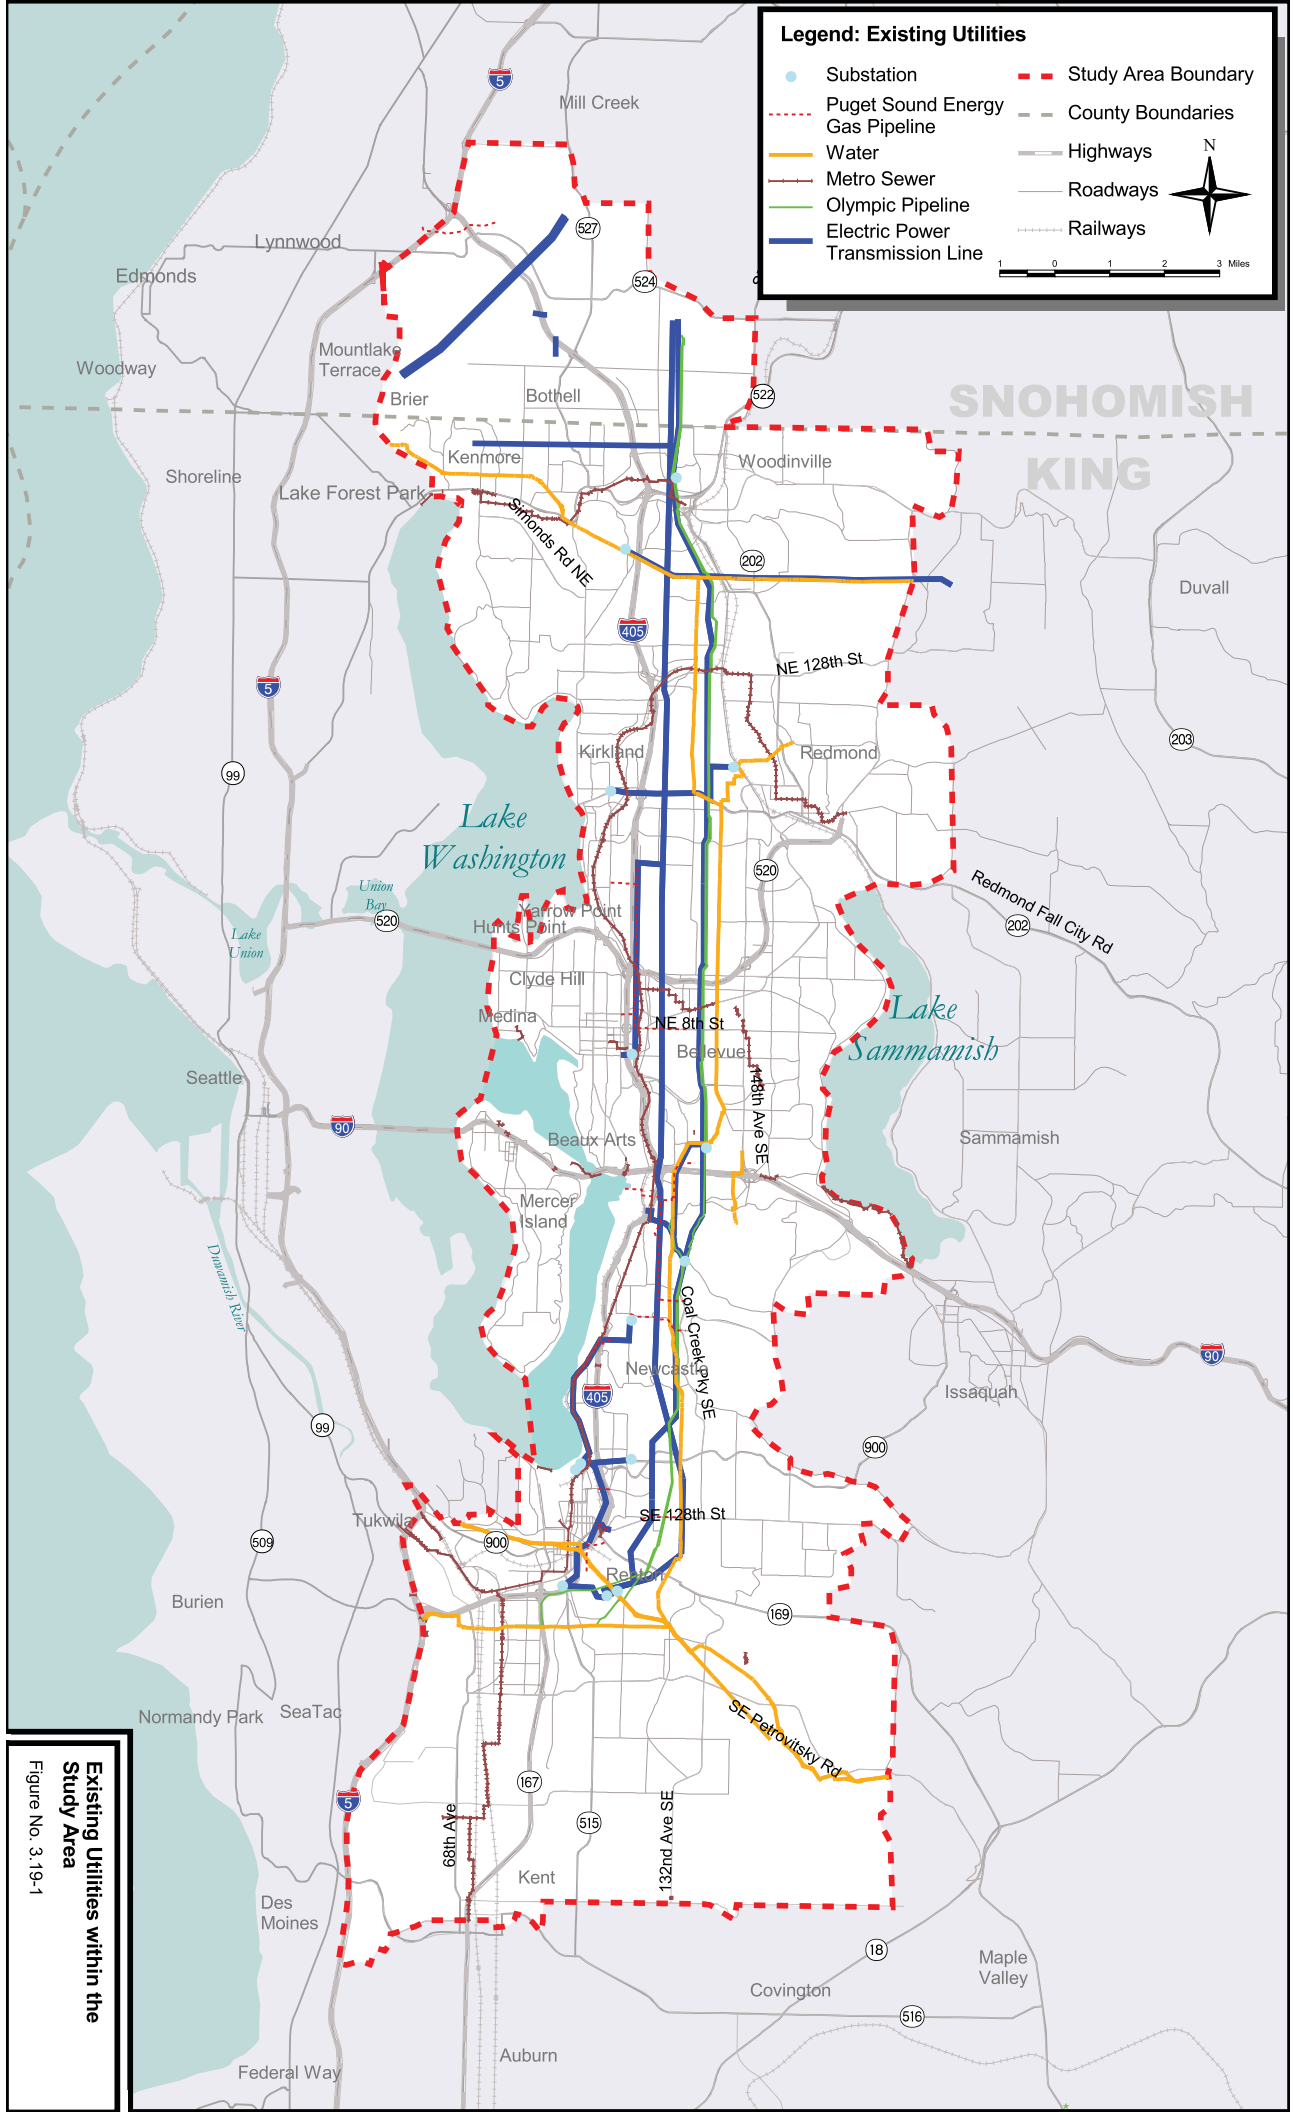 Legend: Existing Utilities
Substation
Puget Sound Energy
Gas Pipeline
Water
Metro Sewer
Olympic Pipeline
Electric Power
Transmission Line
Study Area Boundary
County Boundaries
Highways
Roadways
Railways
N
1 0 1 2 3 Miles
5
Mill Creek
527
Lynnwood
524
Edmonds
Mountlake
Terrace
Woodway
Brier
Bothell
522
SNOHOMISH
KING
Kenmore
Woodinville
Shoreline
Lake Forest Park
Simonds Rd NE
202
Duvall
405
NE 128th St
5
203
Kirkland
Redmond
99
Lake
Washington
520
Union
Bay
520
Redmond Fall City Rd
202
Yarrow Point
Hunts Point
Lake
Union
Clyde Hill
Medina
NE 8th St
Lake
Sammamish
Bellevue
Seattle
148th Ave SE
90
Beaux Arts
Sammamish
Mercer
Island
Duwamish River
Coal Creek Pky SE
90
Newcastle
405
Issaquah
99
900
Tukwila
SE 128th St
509
900
Renton
Burien
169
Normandy Park
SeaTac
SE Petrovitsky Rd
167
5
515
68th Ave
132nd Ave SE
Kent
Des
Moines
18
Maple
Valley
Covington
516
Auburn
Federal Way
Existing Utilities within the
Study Area
Figure No. 3.19-1